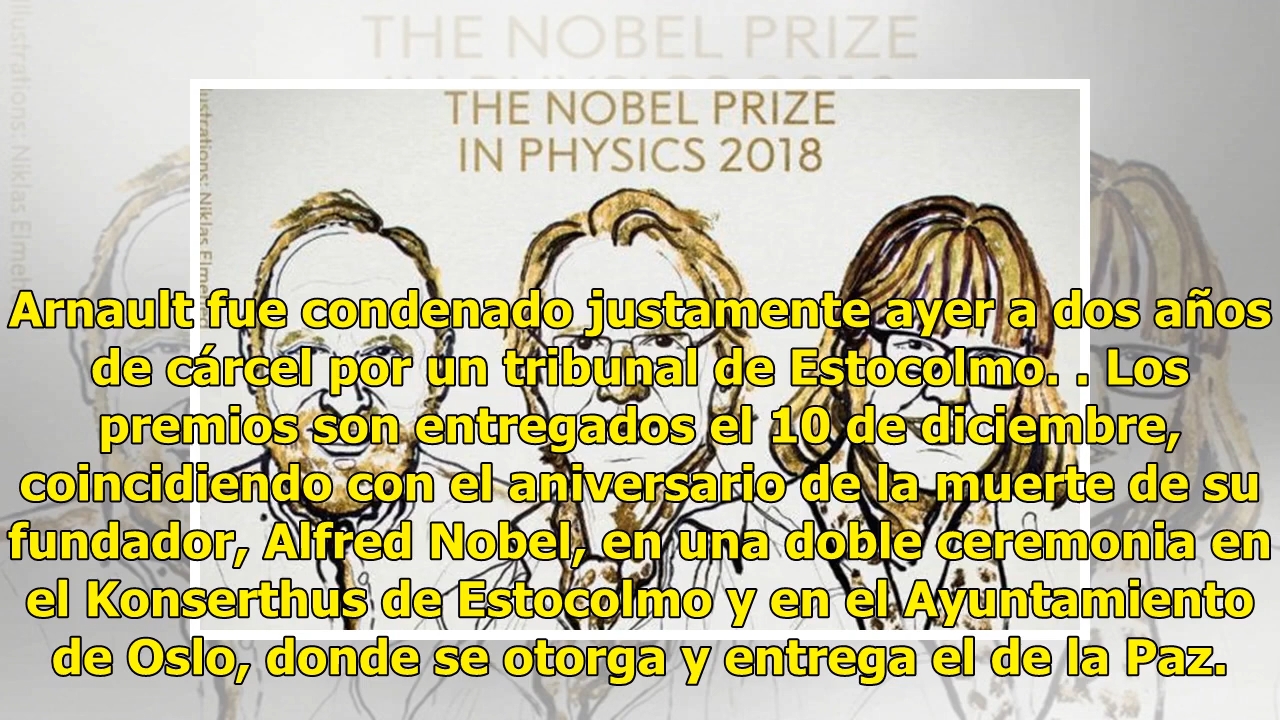 THE NOBEL PRIZE
THE NOBEL PRIZE
IN PHYSICS 2018
Arnault fue condenado justamente ayer a dos años
de cárcel por un tribunal de Estocolmo. . Los
premios son entregados el 10 de diciembre,
coincidiendo con el aniversario de la muerte de su
fundador, Alfred Nobel, en una doble ceremonia en
el Konserthus de Estocolmo y en el Ayuntamiento
de Oslo, donde se otorga y entrega el de la Paz.